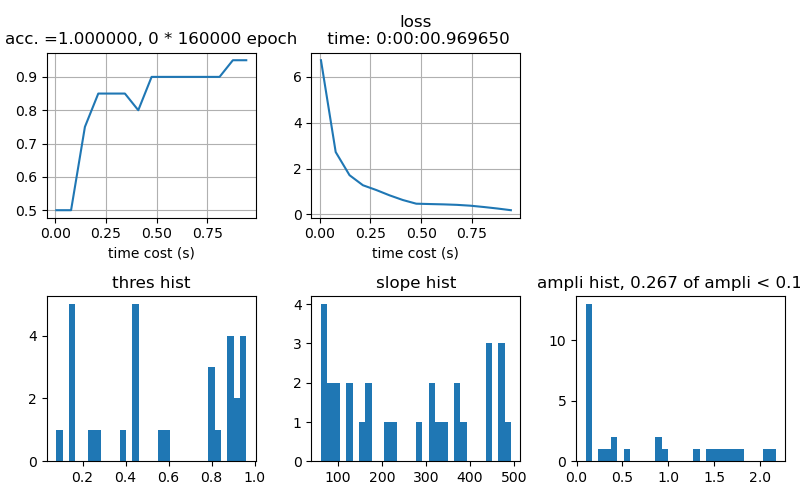 acc. =1.000000, 0 * 160000 epoch
0.9
0.8
0.7
0.6
0.5
0.00 0.25 0.50 0.75
time cost (s)
loss
time: 0:00:00.969650
6
4
2
0
0.00 0.25 0.50 0.75
time cost (s)
thres hist
4
2
0
0.2 0.4 0.6 0.8 1.0
slope hist
4
3
2
1
0
100 200 300 400 500
ampli hist, 0.267 of ampli < 0.1
10
5
0
0.0 0.5 1.0 1.5 2.0